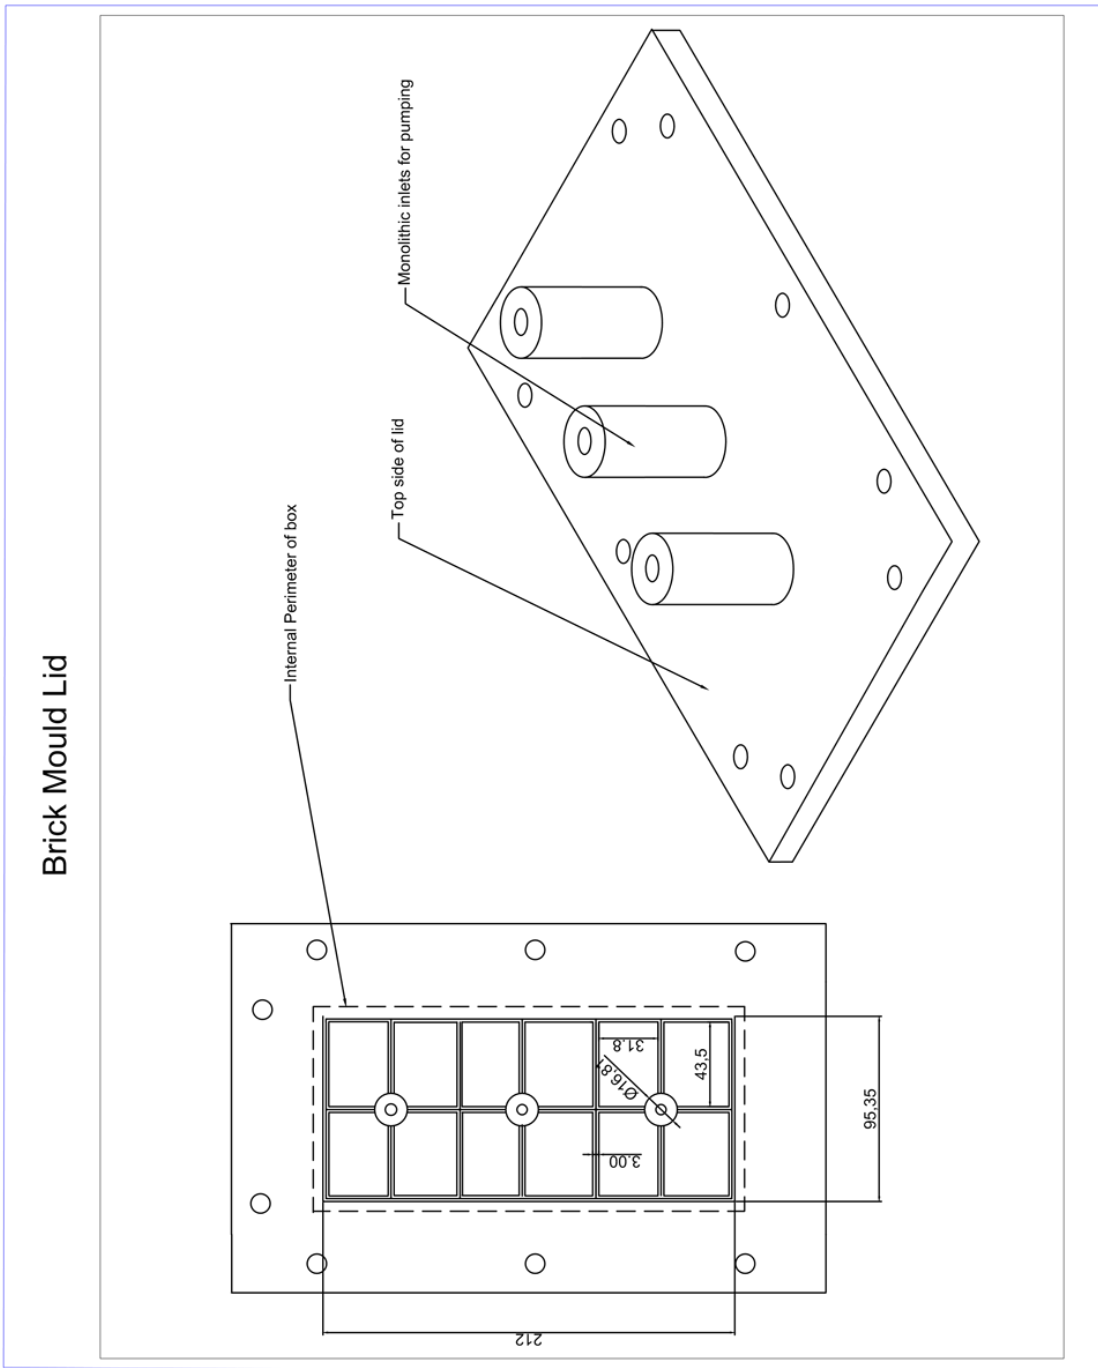 Brick Mould Lid
Monolithic inlets for pumping
Top side of lid
Internal Perimeter of box
31.8
Ø16,87
43,5
3.00
95,35
212